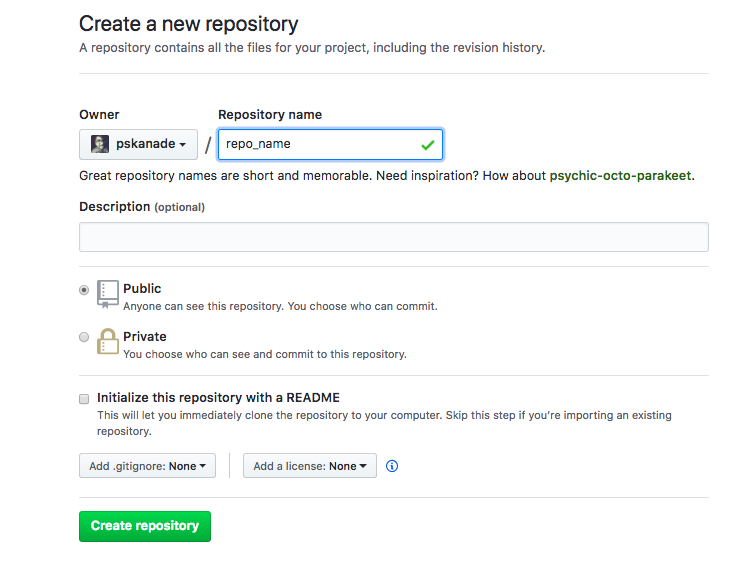 Create a new repository
A repository contains all the files for your project, including the revision history.
Owner
Repository name
pskanade / repo_name
Great repository names are short and memorable. Need inspiration? How about psychic-octo-parakeet.
Description (optional)
Public
Anyone can see this repository. You choose who can commit.
Private
You choose who can see and commit to this repository.
Initialize this repository with a README
This will let you immediately clone the repository to your computer. Skip this step if you’re importing an existing
repository.
Add .gitignore: None
Add a license: None
Create repository